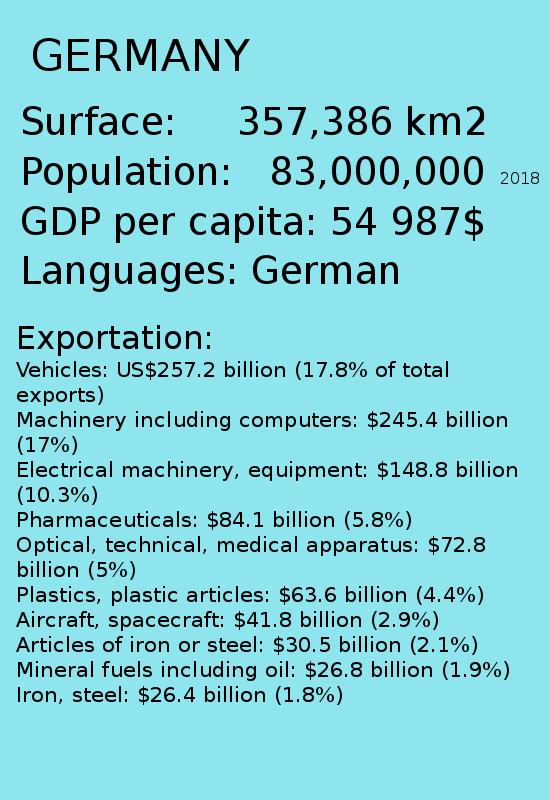 GERMANY
Surface: 357,386 km2
Population: 83,000,000 2018
GDP per capita: 54 987$
Languages: German
Exportation:
Vehicles: US$257.2 billion (17.8% of total
exports)
Machinery including computers: $245.4 billion
(17%)
Electrical machinery, equipment: $148.8 billion
(10.3%)
Pharmaceuticals: $84.1 billion (5.8%)
Optical, technical, medical apparatus: $72.8
billion (5%)
Plastics, plastic articles: $63.6 billion (4.4%)
Aircraft, spacecraft: $41.8 billion (2.9%)
Articles of iron or steel: $30.5 billion (2.1%)
Mineral fuels including oil: $26.8 billion (1.9%)
Iron, steel: $26.4 billion (1.8%)